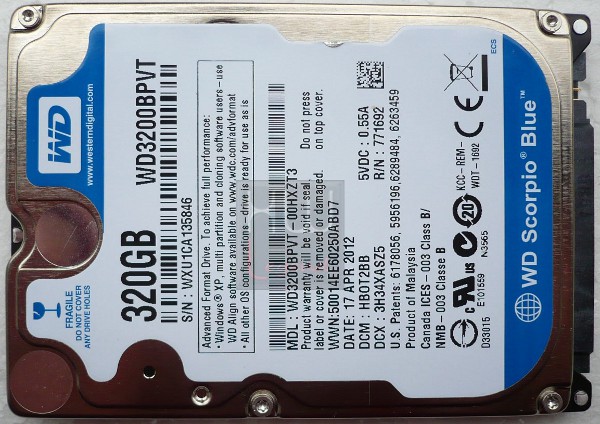 WD
www.westerndigital.com
FRAGILE
DO NOT COVER
ANY DRIVE HOLES
320GB
WD3200BPVT
S/N : WXU1CA135846
Advanced Format Drive. To achieve full performance:
• Windows® XP, multi partition and cloning software users - use
WD Align software available on www.wdc.com/advformat
• All other OS configurations - drive is ready for use as is
MDL : WD3200BPVT - 00HXZT3
Warranty will be void if seal,
label or cover is removed or damaged.
Do not press
on top cover.
WWN:50014EE60250ABD7
DATE: 17 APR 2012
5VDC : 0.55A
DCM : HB0T2BB
R/N : 771692
DCX : 3H34XASZ5
U.S. Patents: 6178056, 5956196,6289484, 6263459
Product of Malaysia
Canada ICES - 003 Class B/
NMB - 003 Classe B
KCC-REM-
WDT-1692
20
N3565
E101559
D33015
WD Scorpio® Blue™
ECS